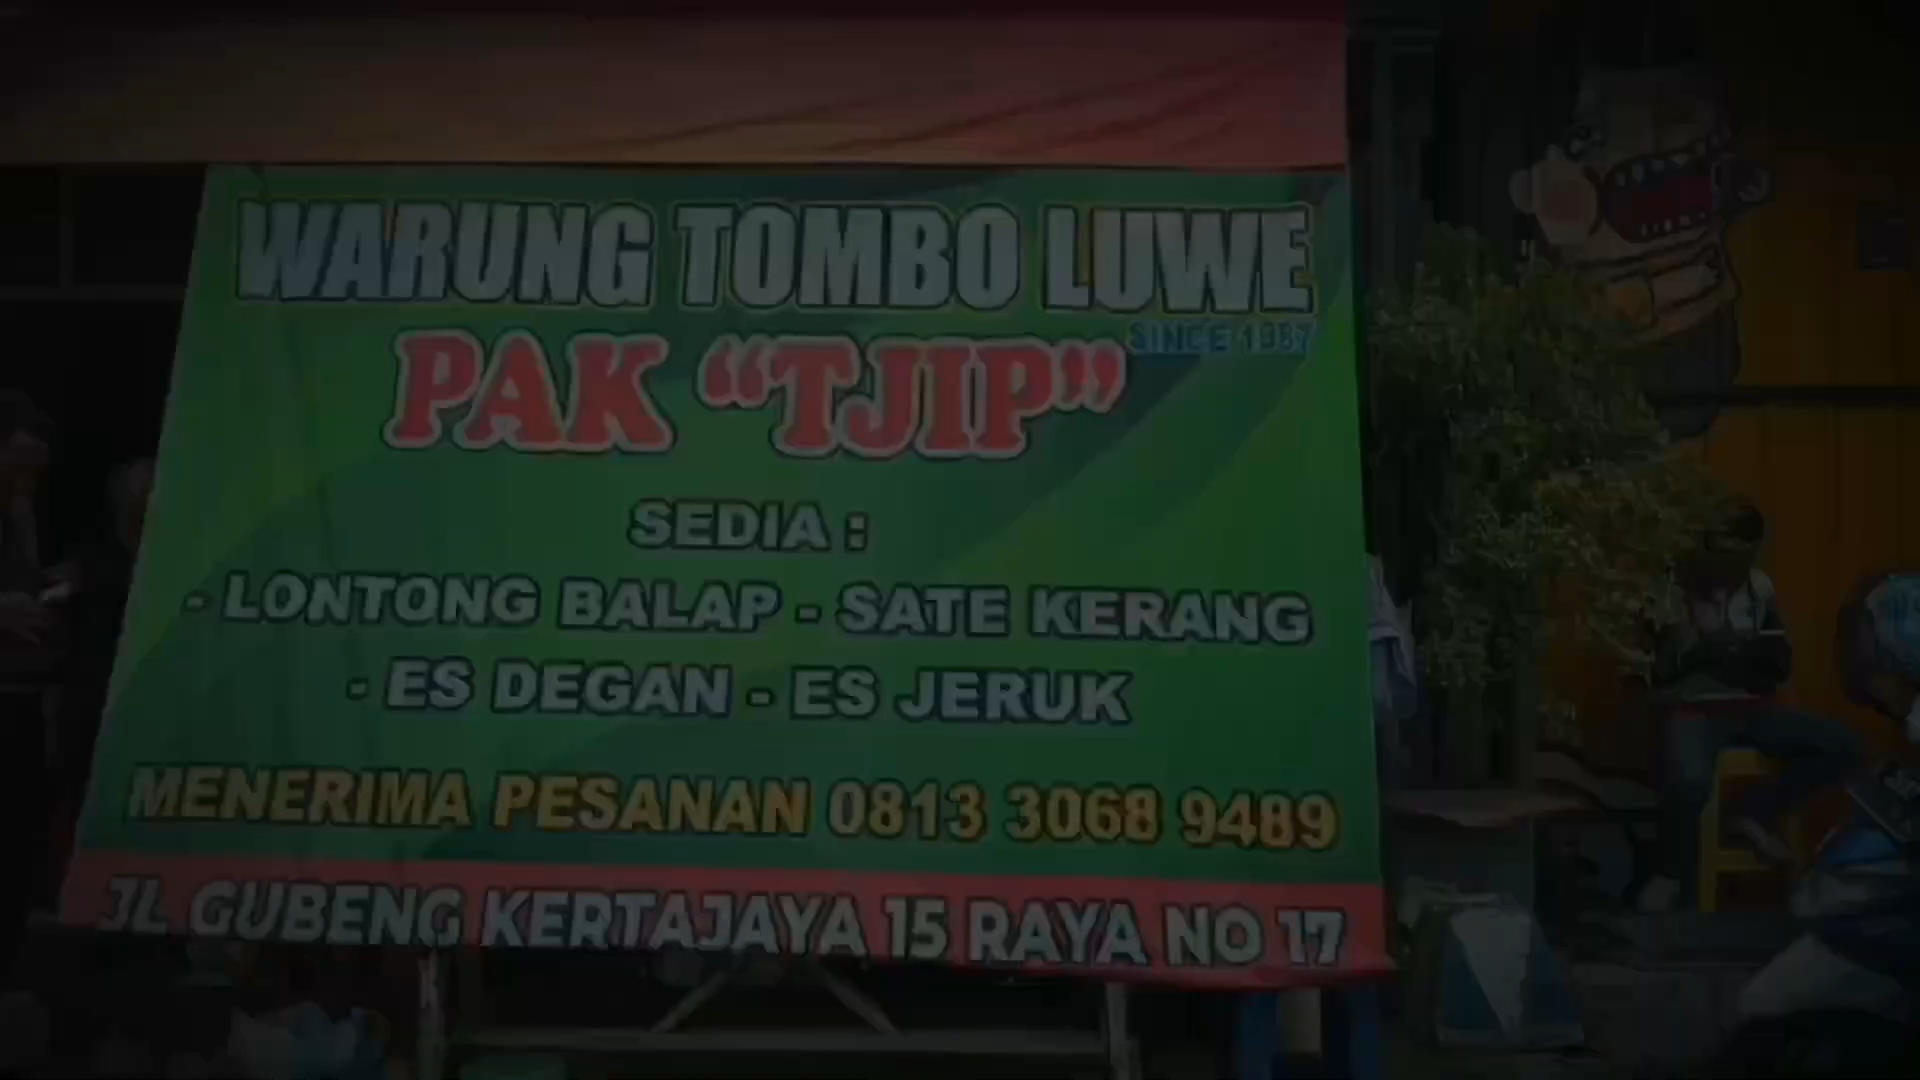 WARUNG TOMBO LUWE
SINCE 1987
PAK "TJIP"
SEDIA :
- LONTONG BALAP - SATE KERANG
- ES DEGAN - ES JERUK
MENERIMA PESANAN 0813 3068 9489
JL GUBENG KERTAJAYA 15 RAYA NO 17